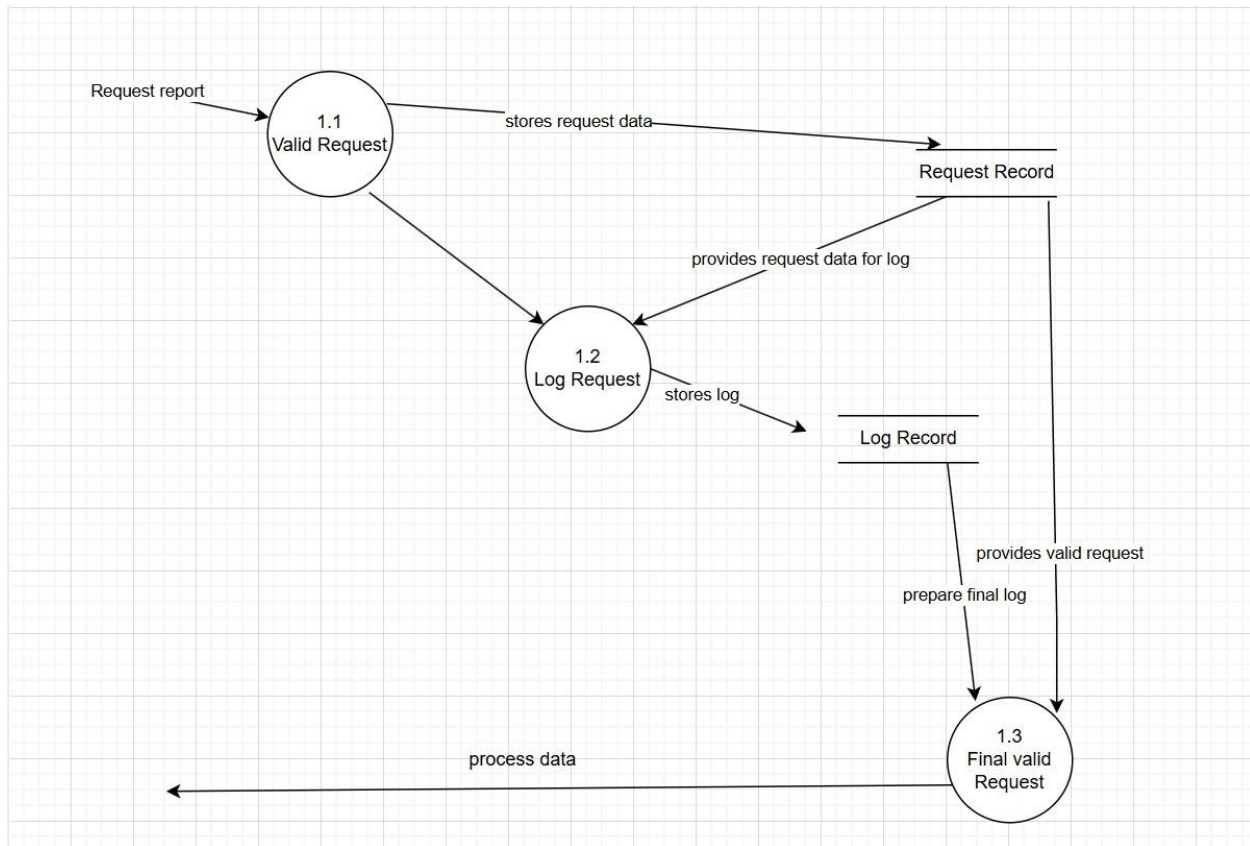 Request report
1.1
Valid Request
stores request data
Request Record
provides request data for log
1.2
Log Request
stores log
Log Record
provides valid request
prepare final log
1.3
Final valid
Request
process data